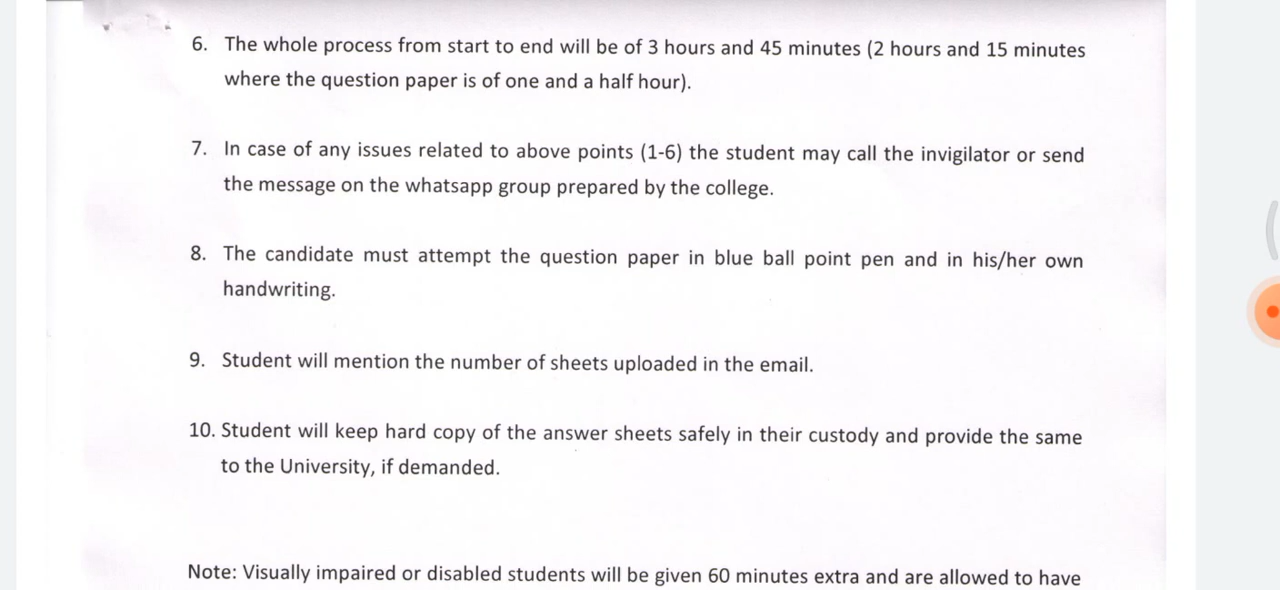 6. The whole process from start to end will be of 3 hours and 45 minutes (2 hours and 15 minutes
where the question paper is of one and a half hour).
7. In case of any issues related to above points (1-6) the student may call the invigilator or send
the message on the whatsapp group prepared by the college.
8. The candidate must attempt the question paper in blue ball point pen and in his/her own
handwriting.
9. Student will mention the number of sheets uploaded in the email.
10. Student will keep hard copy of the answer sheets safely in their custody and provide the same
to the University, if demanded.
Note: Visually impaired or disabled students will be given 60 minutes extra and are allowed to have